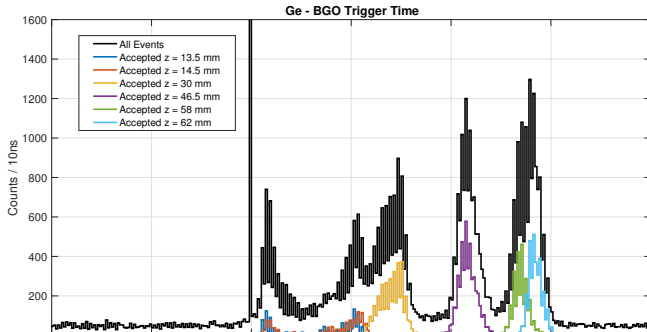 Ge - BGO Trigger Time
1600
1400
1200
1000
800
600
400
200
Counts / 10ns
All Events
Accepted z = 13.5 mm
Accepted z = 14.5 mm
Accepted z = 30 mm
Accepted z = 46.5 mm
Accepted z = 58 mm
Accepted z = 62 mm